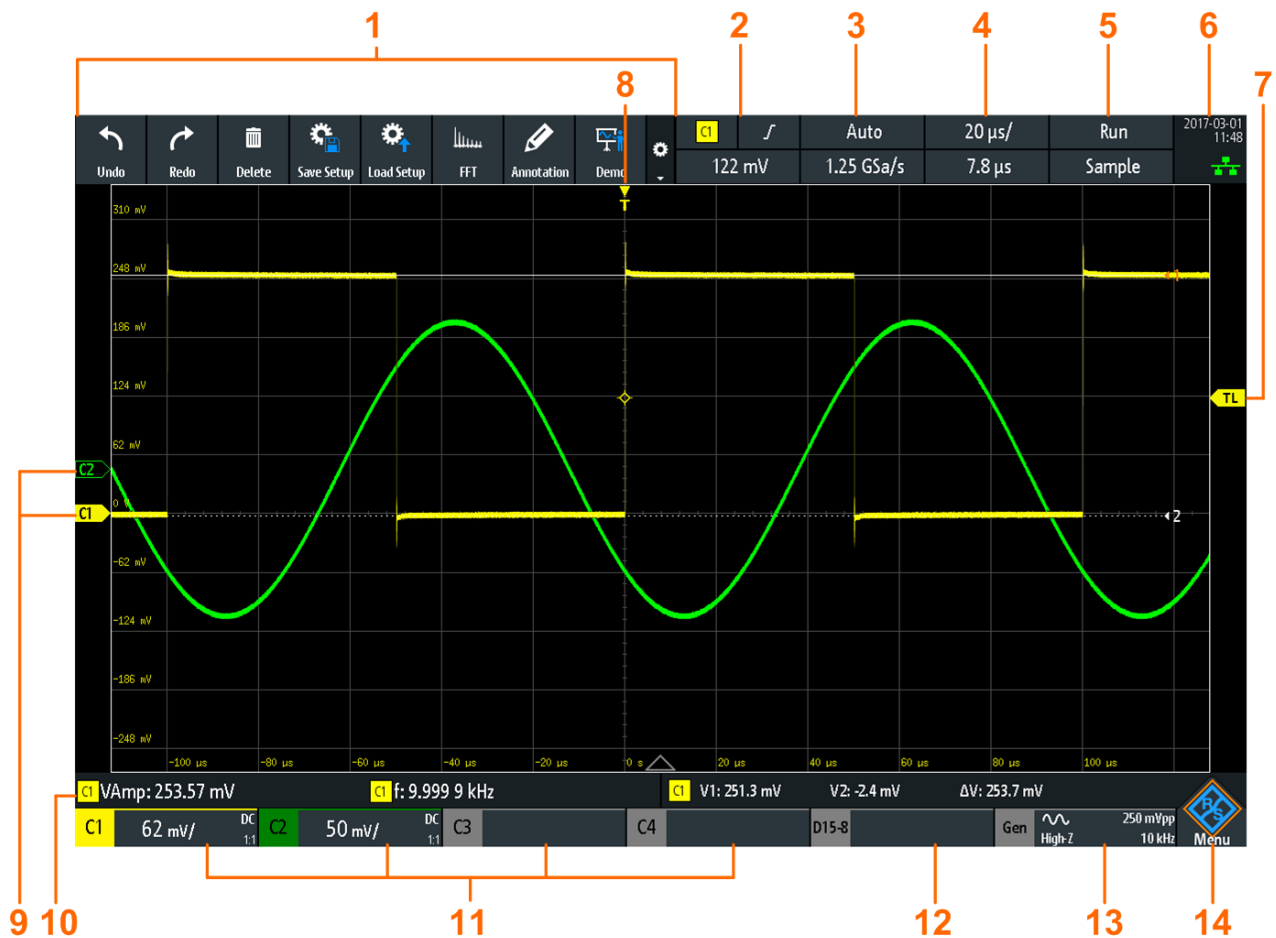 1
2
3
4
5
6
7
8
2017-03-01
11:48
C1
Auto
20 µs/
Run
Undo
Redo
Delete
Save Setup
Load Setup
FFT
Annotation
Demo
122 mV
1.25 GSa/s
7.8 µs
Sample
T
310 mV
248 mV
1
186 mV
124 mV
TL
62 mV
C2
0 V
C1
2
-62 mV
-124 mV
-186 mV
-248 mV
-100 µs
-80 µs
-60 µs
-40 µs
-20 µs
0 s
20 µs
40 µs
60 µs
80 µs
100 µs
C1 VAmp: 253.57 mV
C1 f: 9.999 9 kHz
C1 V1: 251.3 mV
V2: -2.4 mV
ΔV: 253.7 mV
C1 62 mV/ DC 1:1
C2 50 mV/ DC 1:1
C3
C4
D15-8
Gen High-Z 250 mVpp 10 kHz
R/S
Menu
9
10
11
12
13
14